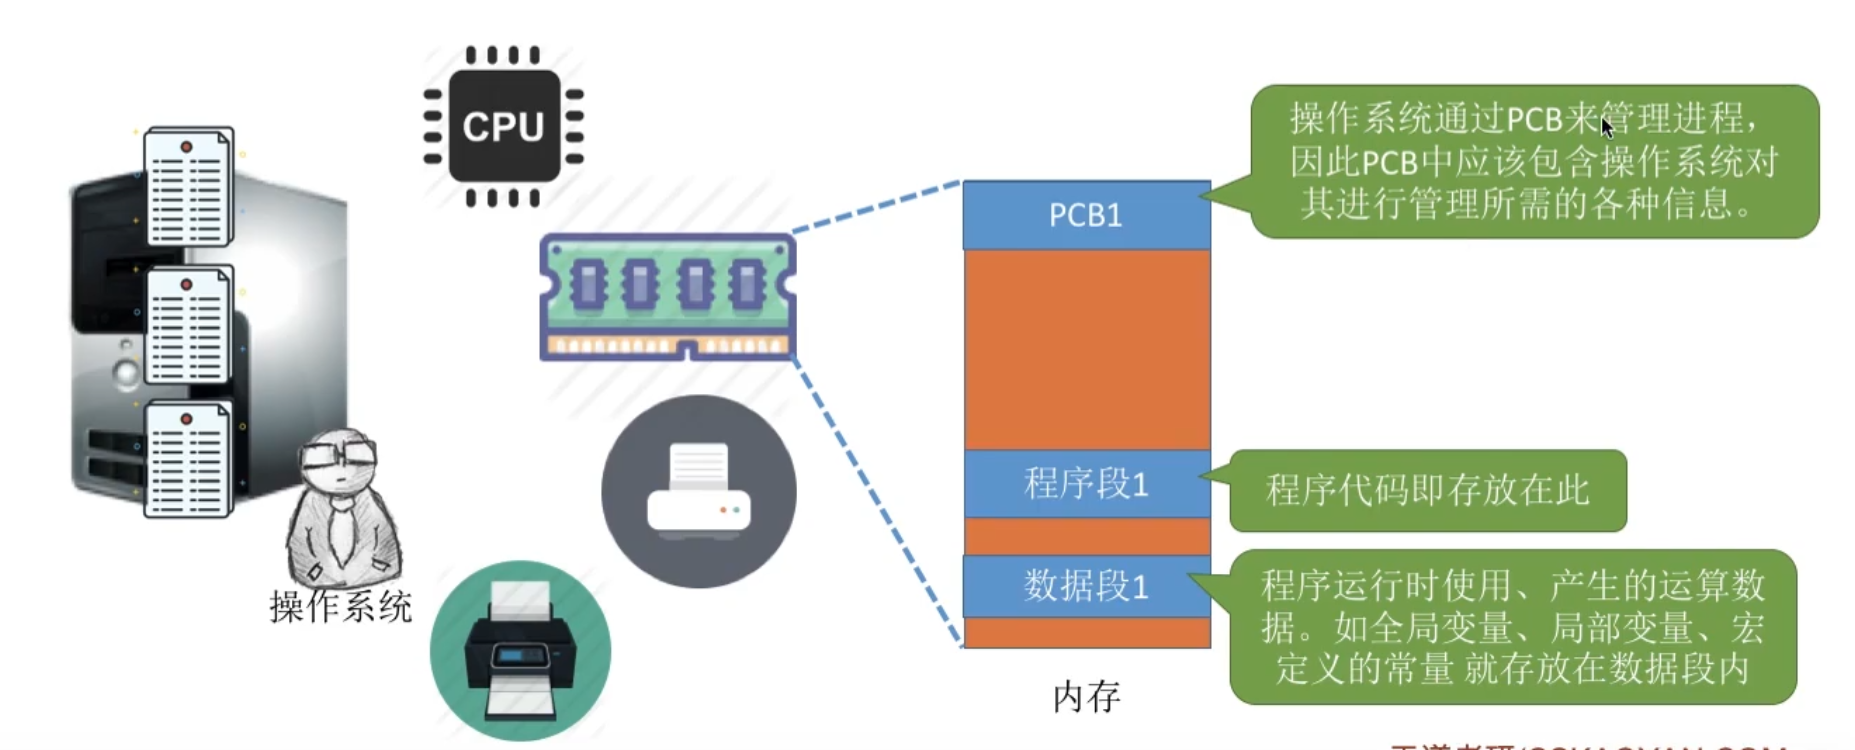 CPU
操作系统通过PCB来管理进程，
因此PCB中应该包含操作系统对
其进行管理所需的各种信息。
PCB1
程序段1
程序代码即存放在此
数据段1
程序运行时使用、产生的运算数
据。如全局变量、局部变量、宏
定义的常量 就存放在数据段内
操作系统
内存